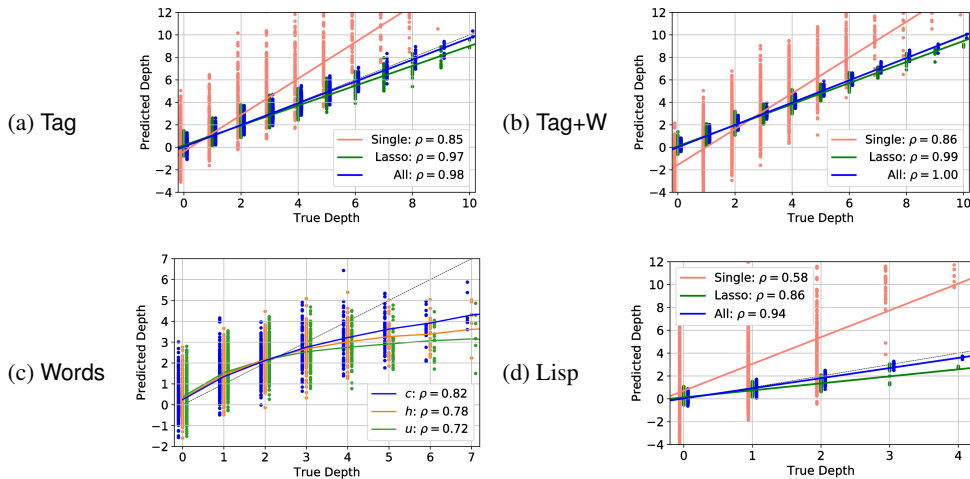 (a) Tag
Predicted Depth
12
10
8
6
4
2
0
−2
−4
Single: ρ = 0.85
Lasso: ρ = 0.97
All: ρ = 0.98
0 2 4 6 8 10
True Depth
(b) Tag+W
Predicted Depth
12
10
8
6
4
2
0
−2
−4
Single: ρ = 0.86
Lasso: ρ = 0.99
All: ρ = 1.00
0 2 4 6 8 10
True Depth
(c) Words
Predicted Depth
7
6
5
4
3
2
1
0
−1
−2
c: ρ = 0.82
h: ρ = 0.78
u: ρ = 0.72
0 1 2 3 4 5 6 7
True Depth
(d) Lisp
Predicted Depth
12
10
8
6
4
2
0
−2
−4
Single: ρ = 0.58
Lasso: ρ = 0.86
All: ρ = 0.94
0 1 2 3 4
True Depth